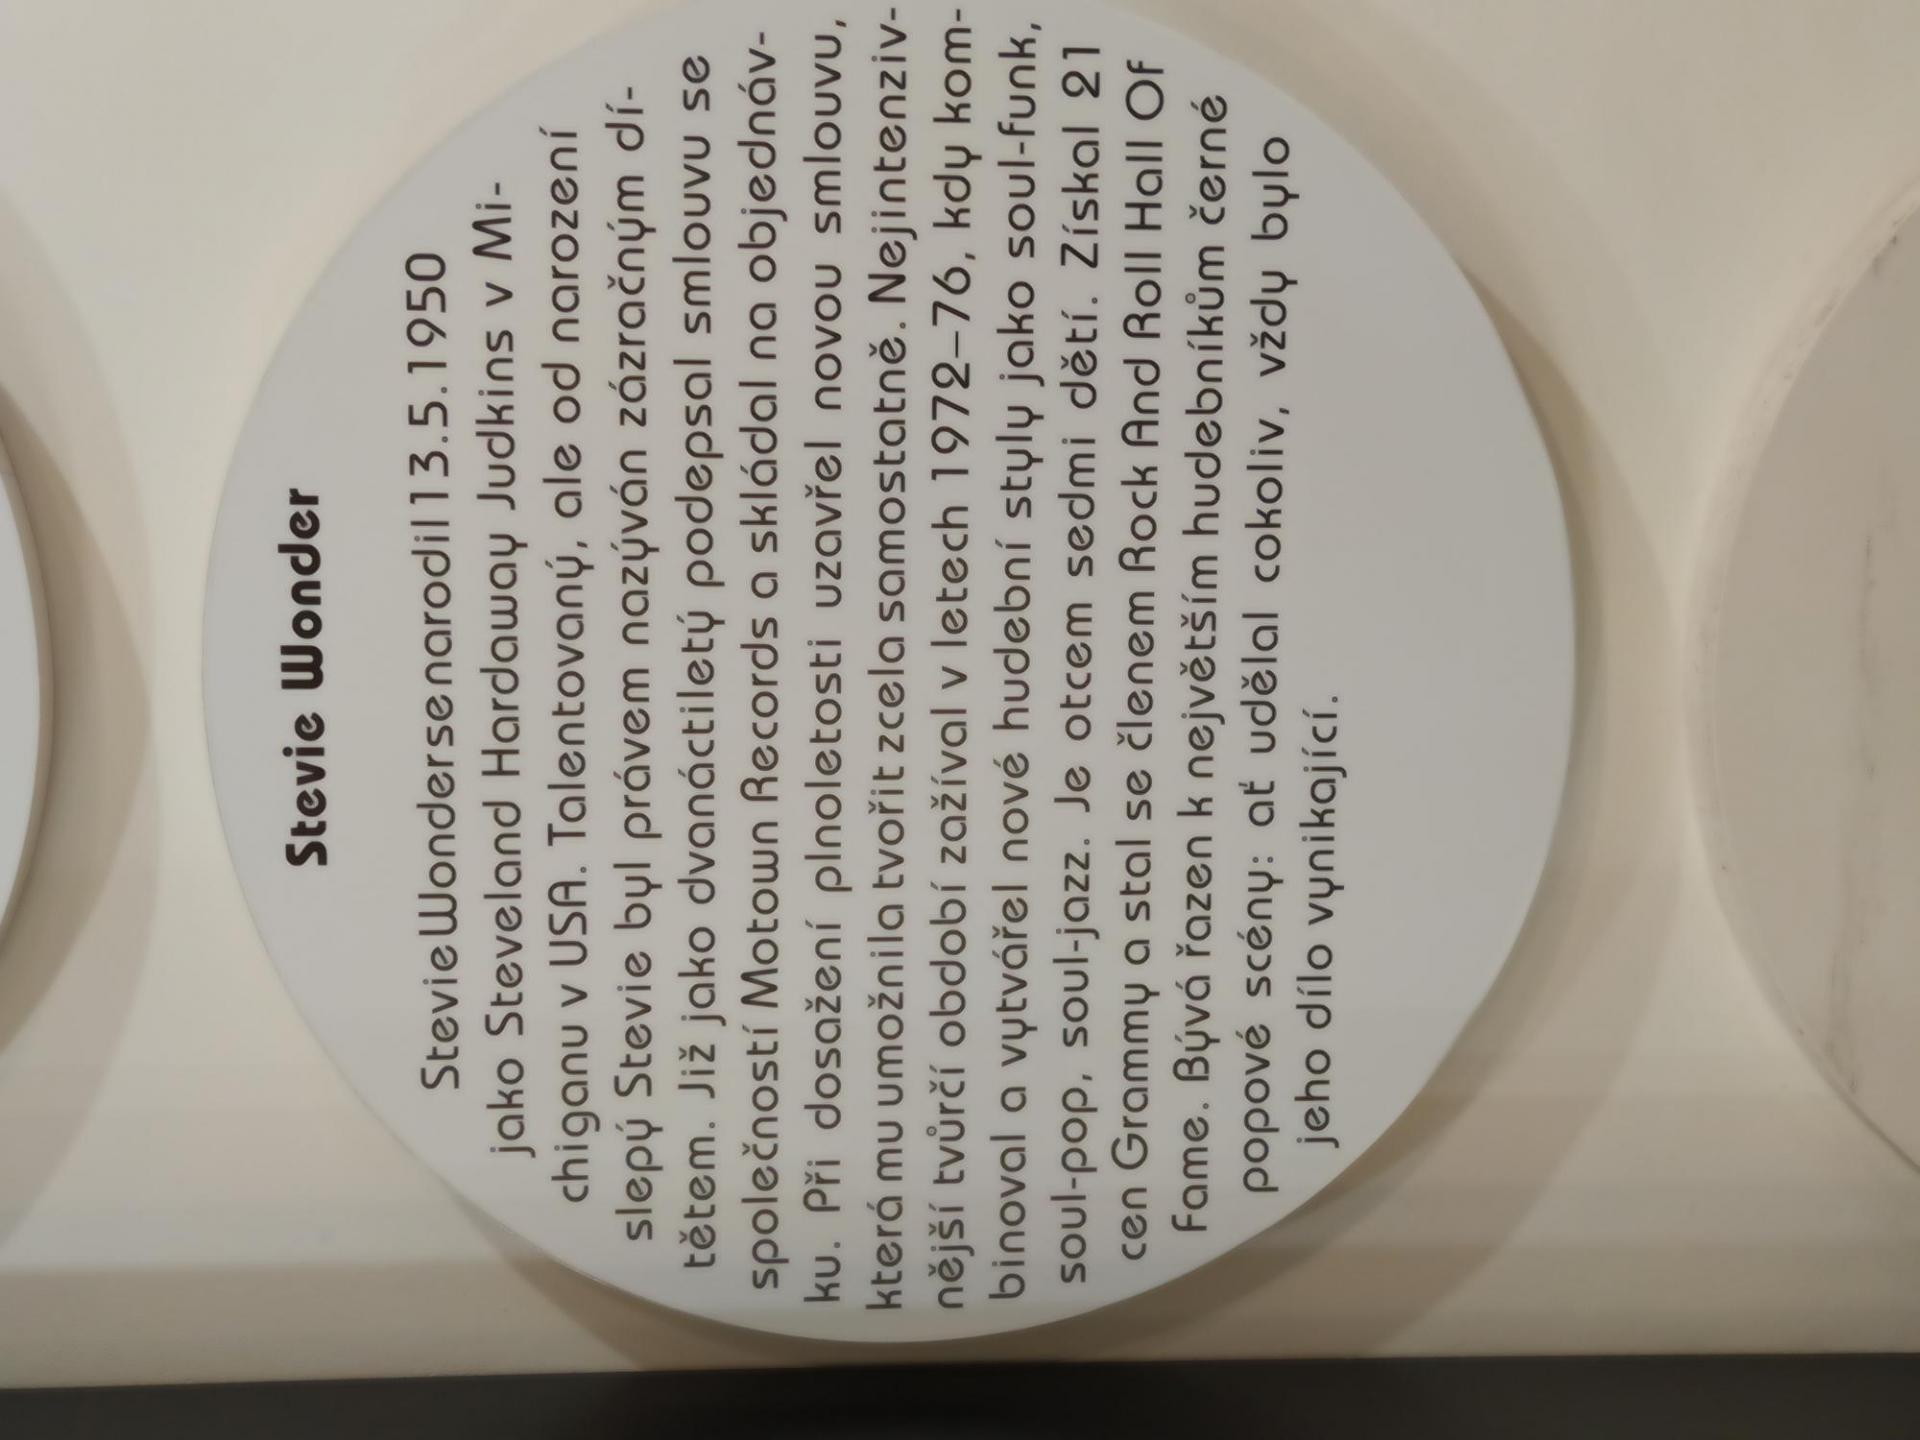 Stevie Wonder
Stevie Wonder se narodil 13.5.1950
jako Steveland Hardaway Judkins v Mi-
chiganu v USA. Talentovaný, ale od narození
slepý Stevie byl právem nazýván zázračným dí-
tětem. Již jako dvanáctiletý podepsal smlouvu se
společností Motown Records a skládal na objednáv-
ku. Při dosažení plnoletosti uzavřel novou smlouvu,
která mu umožnila tvořit zcela samostatně. Nejintenziv-
nější tvůrčí období zažíval v letech 1972–76, kdy kom-
binoval a vytvářel nové hudební styly jako soul-funk,
soul-pop, soul-jazz. Je otcem sedmi dětí. Získal 21
cen Grammy a stal se členem Rock And Roll Hall Of
Fame. Bývá řazen k největším hudebníkům černé
popové scény: ať udělal cokoliv, vždy bylo
jeho dílo vynikající.